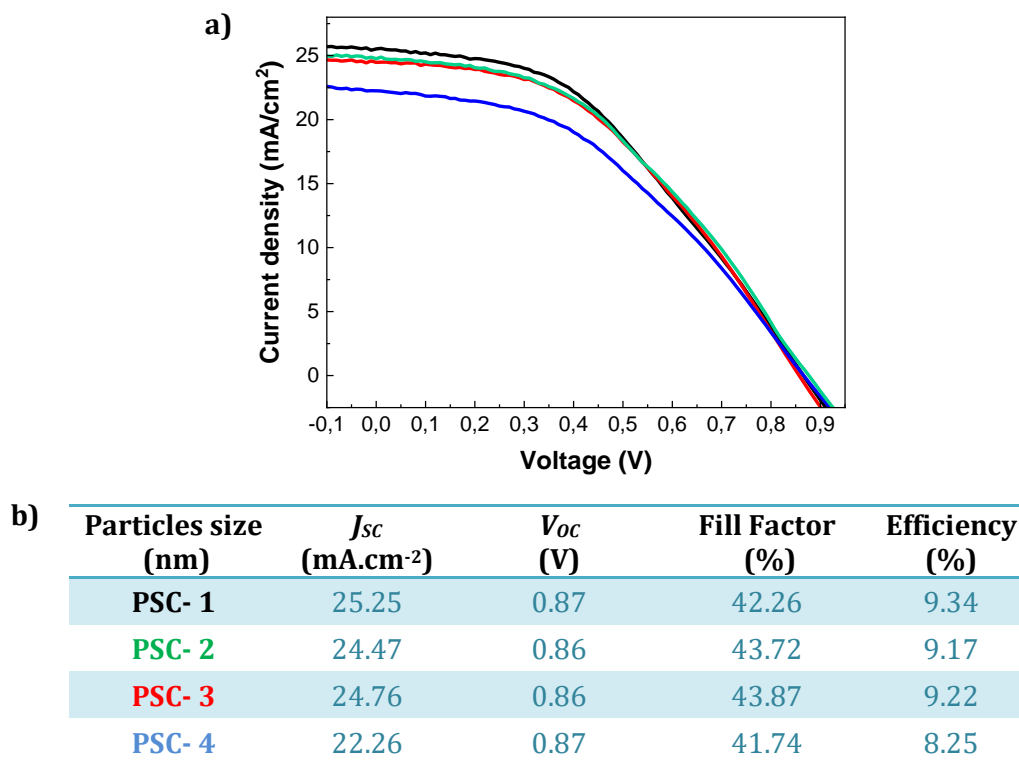 a)
Current density (mA/cm²)
25
20
15
10
5
0
-0,1 0,0 0,1 0,2 0,3 0,4 0,5 0,6 0,7 0,8 0,9
Voltage (V)
b)
Particles size (nm) JSC (mA.cm-2) VOC (V) Fill Factor (%) Efficiency (%)
PSC- 1 25.25 0.87 42.26 9.34
PSC- 2 24.47 0.86 43.72 9.17
PSC- 3 24.76 0.86 43.87 9.22
PSC- 4 22.26 0.87 41.74 8.25